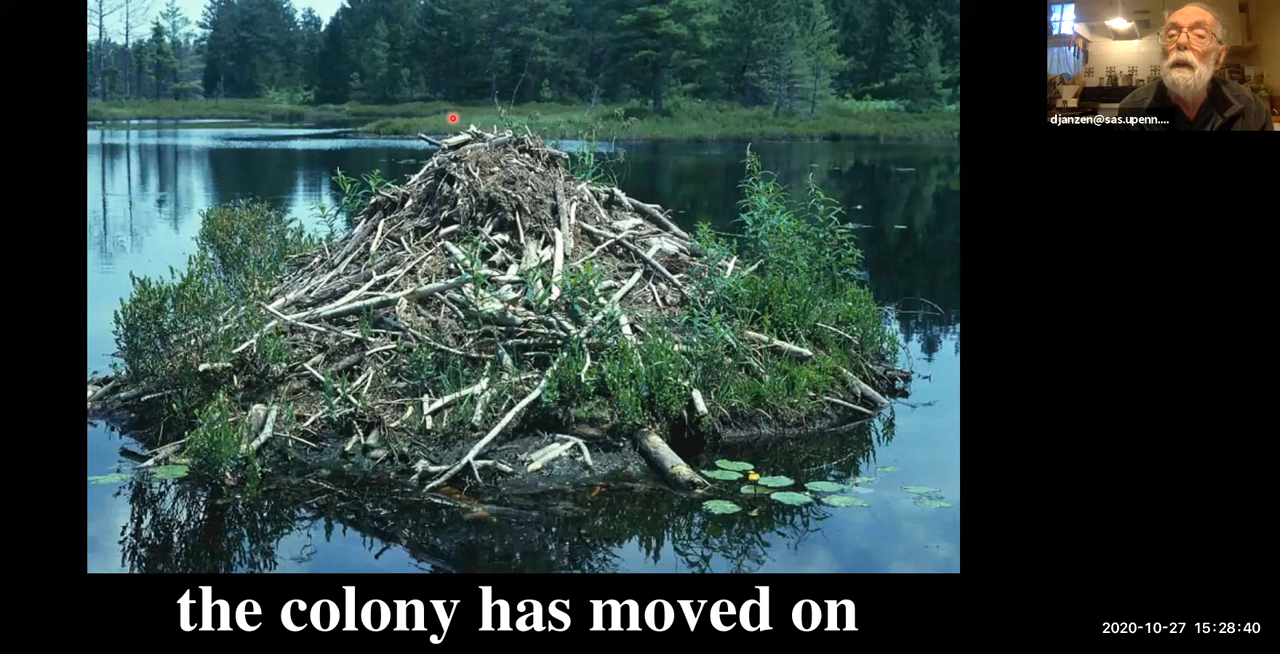 djanzen@sas.upenn....
the colony has moved on
2020-10-27 15:28:40